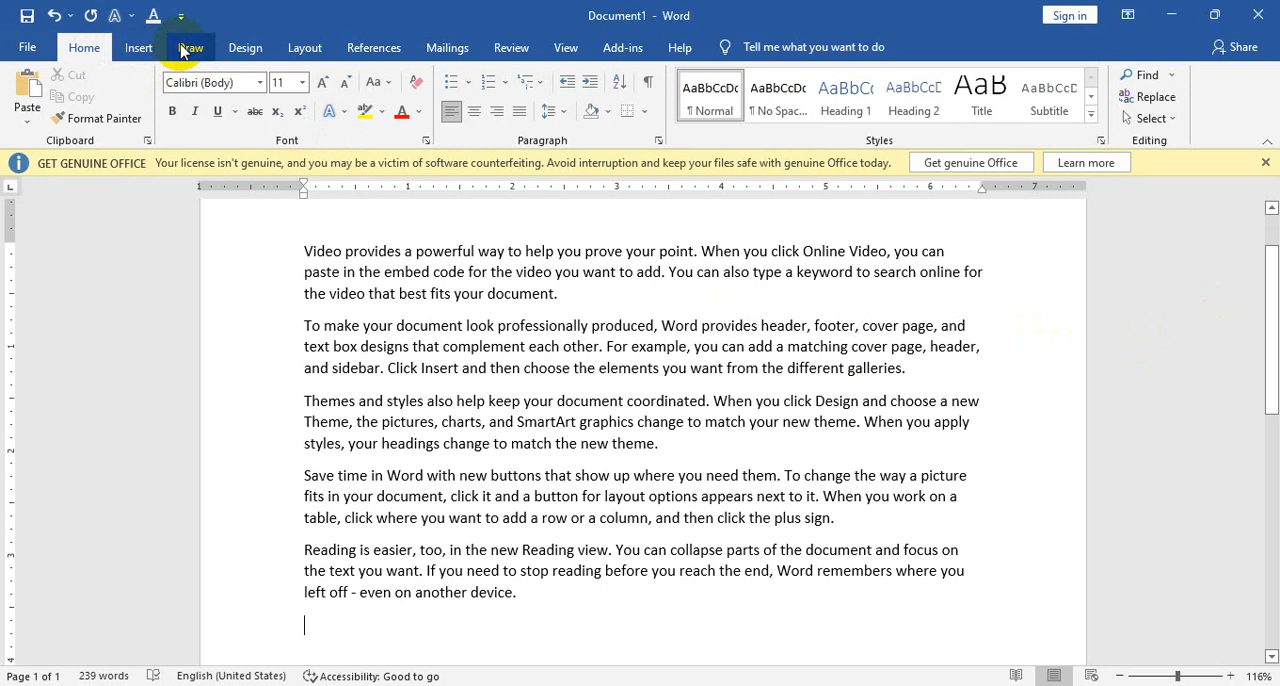 Document1 - Word
Sign in
File Home Insert Draw Design Layout References Mailings Review View Add-ins Help Tell me what you want to do Share
Paste Cut Copy Format Painter
Clipboard
Calibri (Body) 11 Aa
B I U abc x₂ x² A A
Font
Paragraph
AaBbCcDc AaBbCcDc AaBbCc AaBbCcD AaB AaBbCcD
¶ Normal ¶ No Spac... Heading 1 Heading 2 Title Subtitle
Styles
Find
Replace
Select
Editing
GET GENUINE OFFICE Your license isn't genuine, and you may be a victim of software counterfeiting. Avoid interruption and keep your files safe with genuine Office today. Get genuine Office Learn more
1 1 2 3 4 5 6 7
Video provides a powerful way to help you prove your point. When you click Online Video, you can
paste in the embed code for the video you want to add. You can also type a keyword to search online for
the video that best fits your document.
To make your document look professionally produced, Word provides header, footer, cover page, and
text box designs that complement each other. For example, you can add a matching cover page, header,
and sidebar. Click Insert and then choose the elements you want from the different galleries.
Themes and styles also help keep your document coordinated. When you click Design and choose a new
Theme, the pictures, charts, and SmartArt graphics change to match your new theme. When you apply
styles, your headings change to match the new theme.
Save time in Word with new buttons that show up where you need them. To change the way a picture
fits in your document, click it and a button for layout options appears next to it. When you work on a
table, click where you want to add a row or a column, and then click the plus sign.
Reading is easier, too, in the new Reading view. You can collapse parts of the document and focus on
the text you want. If you need to stop reading before you reach the end, Word remembers where you
left off - even on another device.
Page 1 of 1 239 words English (United States) Accessibility: Good to go 116%